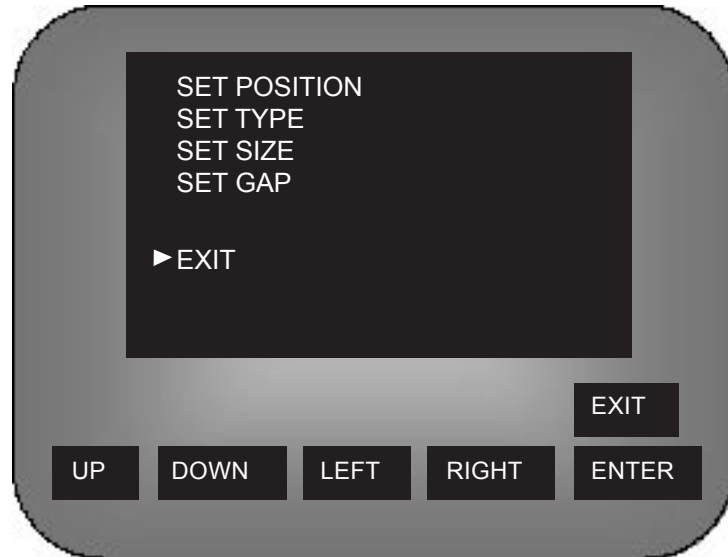 SET POSITION
SET TYPE
SET SIZE
SET GAP
►EXIT
EXIT
UP DOWN LEFT RIGHT ENTER